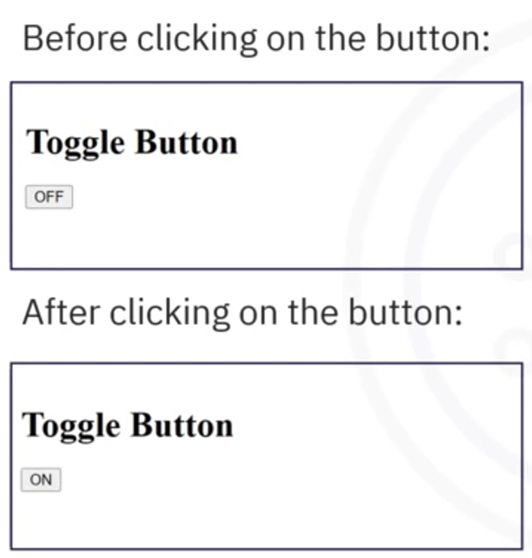 Before clicking on the button:
Toggle Button
OFF
After clicking on the button:
Toggle Button
ON